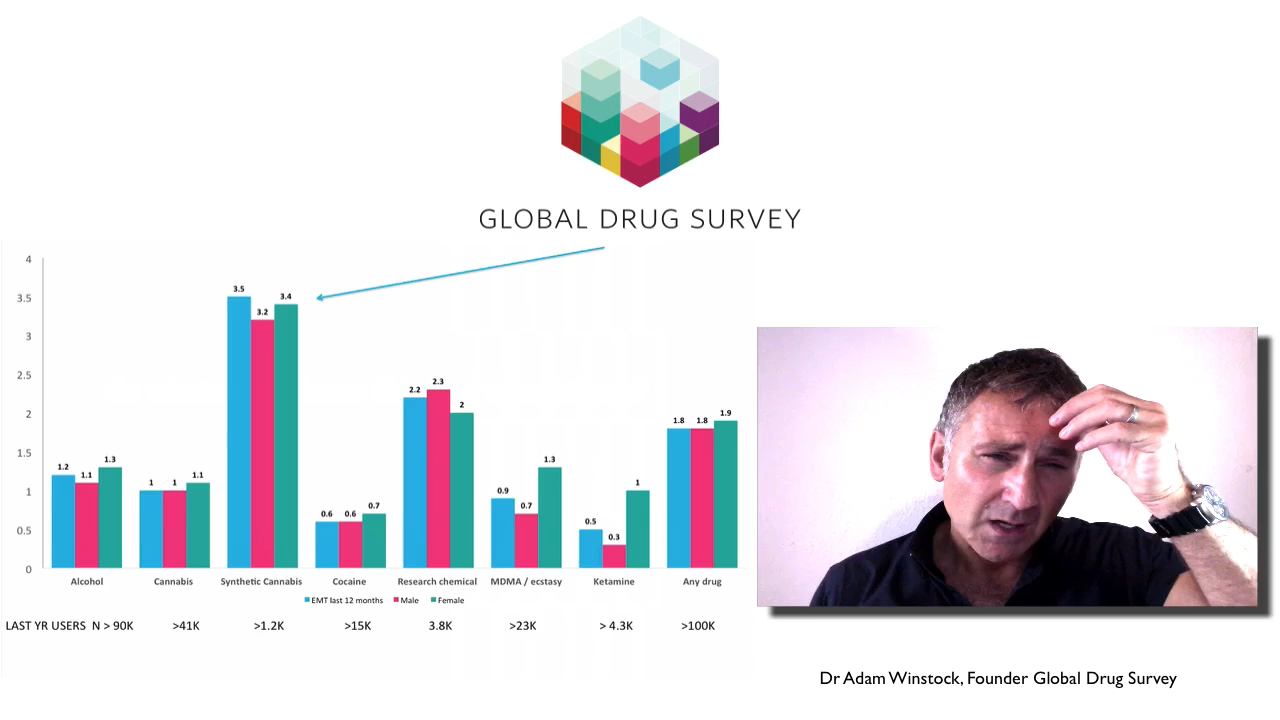 GLOBAL DRUG SURVEY
4
3.5
3
2.5
2
1.5
1
0.5
0
1.2 1.1 1.3
1 1 1.1
3.5 3.2 3.4
0.6 0.6 0.7
2.2 2.3 2
0.9 0.7 1.3
0.5 0.3 1
1.8 1.8 1.9
Alcohol Cannabis Synthetic Cannabis Cocaine Research chemical MDMA / ecstasy Ketamine Any drug
EMT last 12 months Male Female
LAST YR USERS N > 90K >41K >1.2K >15K 3.8K >23K > 4.3K >100K
Dr Adam Winstock, Founder Global Drug Survey